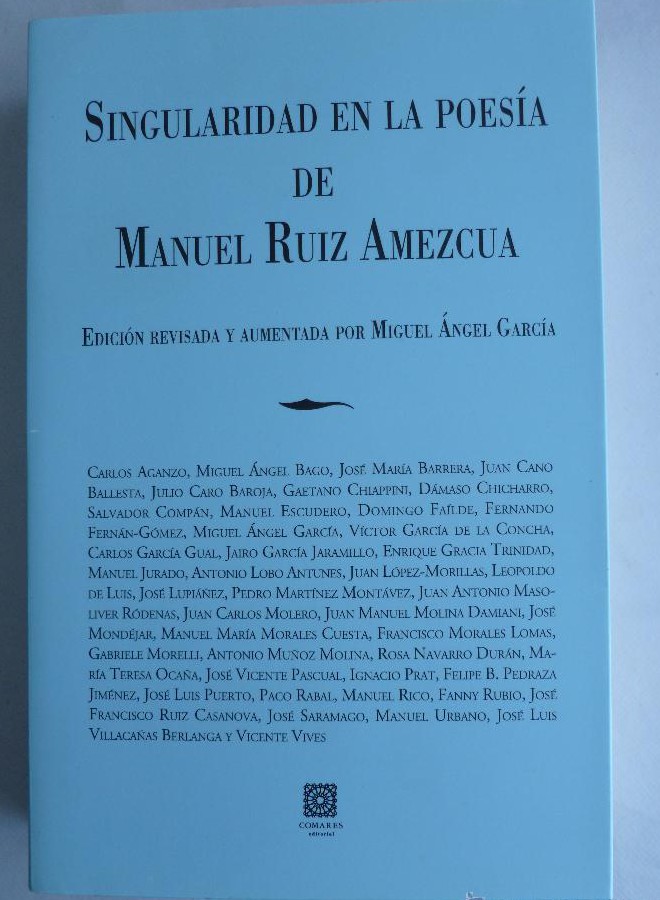 SINGULARIDAD EN LA POESÍA
DE
MANUEL RUIZ AMEZCUA
EDICIÓN REVISADA Y AUMENTADA POR MIGUEL ÁNGEL GARCÍA
CARLOS AGANZO, MIGUEL ÁNGEL BAGO, JOSÉ MARÍA BARRERA, JUAN CANO
BALLESTA, JULIO CARO BAROJA, GAETANO CHIAPPINI, DÁMASO CHICHARRO,
SALVADOR COMPÁN, MANUEL ESCUDERO, DOMINGO FAÍLDE, FERNANDO
FERNÁN-GÓMEZ, MIGUEL ÁNGEL GARCÍA, VÍCTOR GARCÍA DE LA CONCHA,
CARLOS GARCÍA GUAL, JAIRO GARCÍA JARAMILLO, ENRIQUE GRACIA TRINIDAD,
MANUEL JURADO, ANTONIO LOBO ANTUNES, JUAN LÓPEZ-MORILLAS, LEOPOLDO
DE LUIS, JOSÉ LUPIÁÑEZ, PEDRO MARTÍNEZ MONTÁVEZ, JUAN ANTONIO MASO-
LIVER RÓDENAS, JUAN CARLOS MOLERO, JUAN MANUEL MOLINA DAMIANI, JOSÉ
MONDÉJAR, MANUEL MARÍA MORALES CUESTA, FRANCISCO MORALES LOMAS,
GABRIELE MORELLI, ANTONIO MUÑOZ MOLINA, ROSA NAVARRO DURÁN, MA-
RÍA TERESA OCAÑA, JOSÉ VICENTE PASCUAL, IGNACIO PRAT, FELIPE B. PEDRAZA
JIMÉNEZ, JOSÉ LUIS PUERTO, PACO RABAL, MANUEL RICO, FANNY RUBIO, JOSÉ
FRANCISCO RUIZ CASANOVA, JOSÉ SARAMAGO, MANUEL URBANO, JOSÉ LUIS
VILLACAÑAS BERLANGA Y VICENTE VIVES
COMARES
editorial